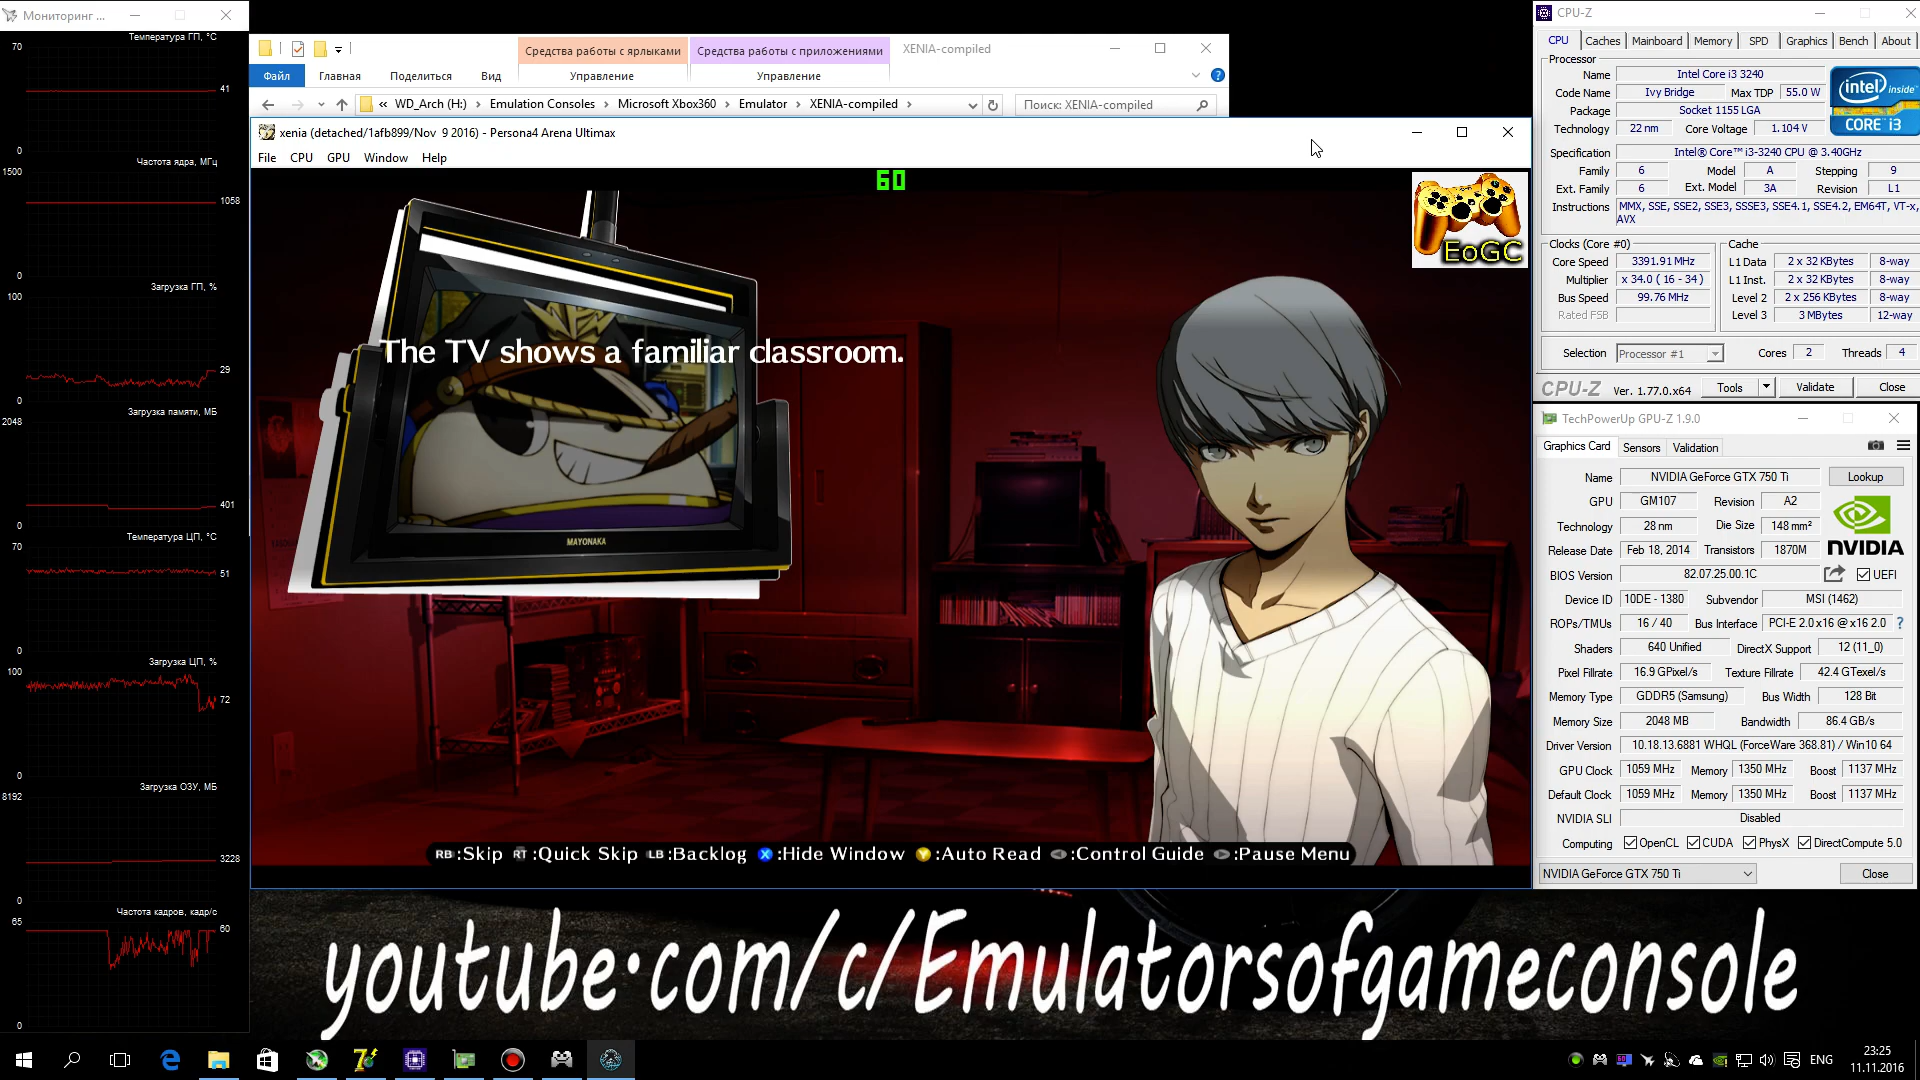 Мониторинг ...
Температура ГП, °C
70
41
0
Частота ядра, МГц
1500
1058
0
Загрузка ГП, %
100
29
0
Загрузка памяти, МБ
2048
401
0
Температура ЦП, °C
70
51
0
Загрузка ЦП, %
100
72
0
Загрузка ОЗУ, МБ
8192
3228
0
Частота кадров, кадр/с
65
60
0
Средства работы с ярлыками
Средства работы с приложениями
XENIA-compiled
Файл Главная Поделиться Вид Управление Управление
« WD_Arch (H:) › Emulation Consoles › Microsoft Xbox360 › Emulator › XENIA-compiled ›
Поиск: XENIA-compiled
xenia (detached/1afb899/Nov 9 2016) - Persona4 Arena Ultimax
File CPU GPU Window Help
60
EoGC
The TV shows a familiar classroom.
MAYONAKA
RB:Skip RT:Quick Skip LB:Backlog X:Hide Window Y:Auto Read :Control Guide :Pause Menu
youtube.com/c/Emulatorsofgameconsole
CPU-Z
CPU Caches Mainboard Memory SPD Graphics Bench About
Processor
Name Intel Core i3 3240
Code Name Ivy Bridge Max TDP 55.0 W
Package Socket 1155 LGA
Technology 22 nm Core Voltage 1.104 V
intel inside™
CORE i3
Specification Intel® Core™ i3-3240 CPU @ 3.40GHz
Family 6 Model A Stepping 9
Ext. Family 6 Ext. Model 3A Revision L1
Instructions MMX, SSE, SSE2, SSE3, SSSE3, SSE4.1, SSE4.2, EM64T, VT-x,
AVX
Clocks (Core #0)
Core Speed 3391.91 MHz
Multiplier x 34.0 ( 16 - 34 )
Bus Speed 99.76 MHz
Rated FSB
Cache
L1 Data 2 x 32 KBytes 8-way
L1 Inst. 2 x 32 KBytes 8-way
Level 2 2 x 256 KBytes 8-way
Level 3 3 MBytes 12-way
Selection Processor #1 Cores 2 Threads 4
CPU-Z Ver. 1.77.0.x64 Tools Validate Close
TechPowerUp GPU-Z 1.9.0
Graphics Card Sensors Validation
Name NVIDIA GeForce GTX 750 Ti Lookup
GPU GM107 Revision A2
Technology 28 nm Die Size 148 mm²
Release Date Feb 18, 2014 Transistors 1870M
NVIDIA
BIOS Version 82.07.25.00.1C UEFI
Device ID 10DE - 1380 Subvendor MSI (1462)
ROPs/TMUs 16 / 40 Bus Interface PCI-E 2.0 x16 @ x16 2.0 ?
Shaders 640 Unified DirectX Support 12 (11_0)
Pixel Fillrate 16.9 GPixel/s Texture Fillrate 42.4 GTexel/s
Memory Type GDDR5 (Samsung) Bus Width 128 Bit
Memory Size 2048 MB Bandwidth 86.4 GB/s
Driver Version 10.18.13.6881 WHQL (ForceWare 368.81) / Win10 64
GPU Clock 1059 MHz Memory 1350 MHz Boost 1137 MHz
Default Clock 1059 MHz Memory 1350 MHz Boost 1137 MHz
NVIDIA SLI Disabled
Computing OpenCL CUDA PhysX DirectCompute 5.0
NVIDIA GeForce GTX 750 Ti Close
ENG
23:25
11.11.2016